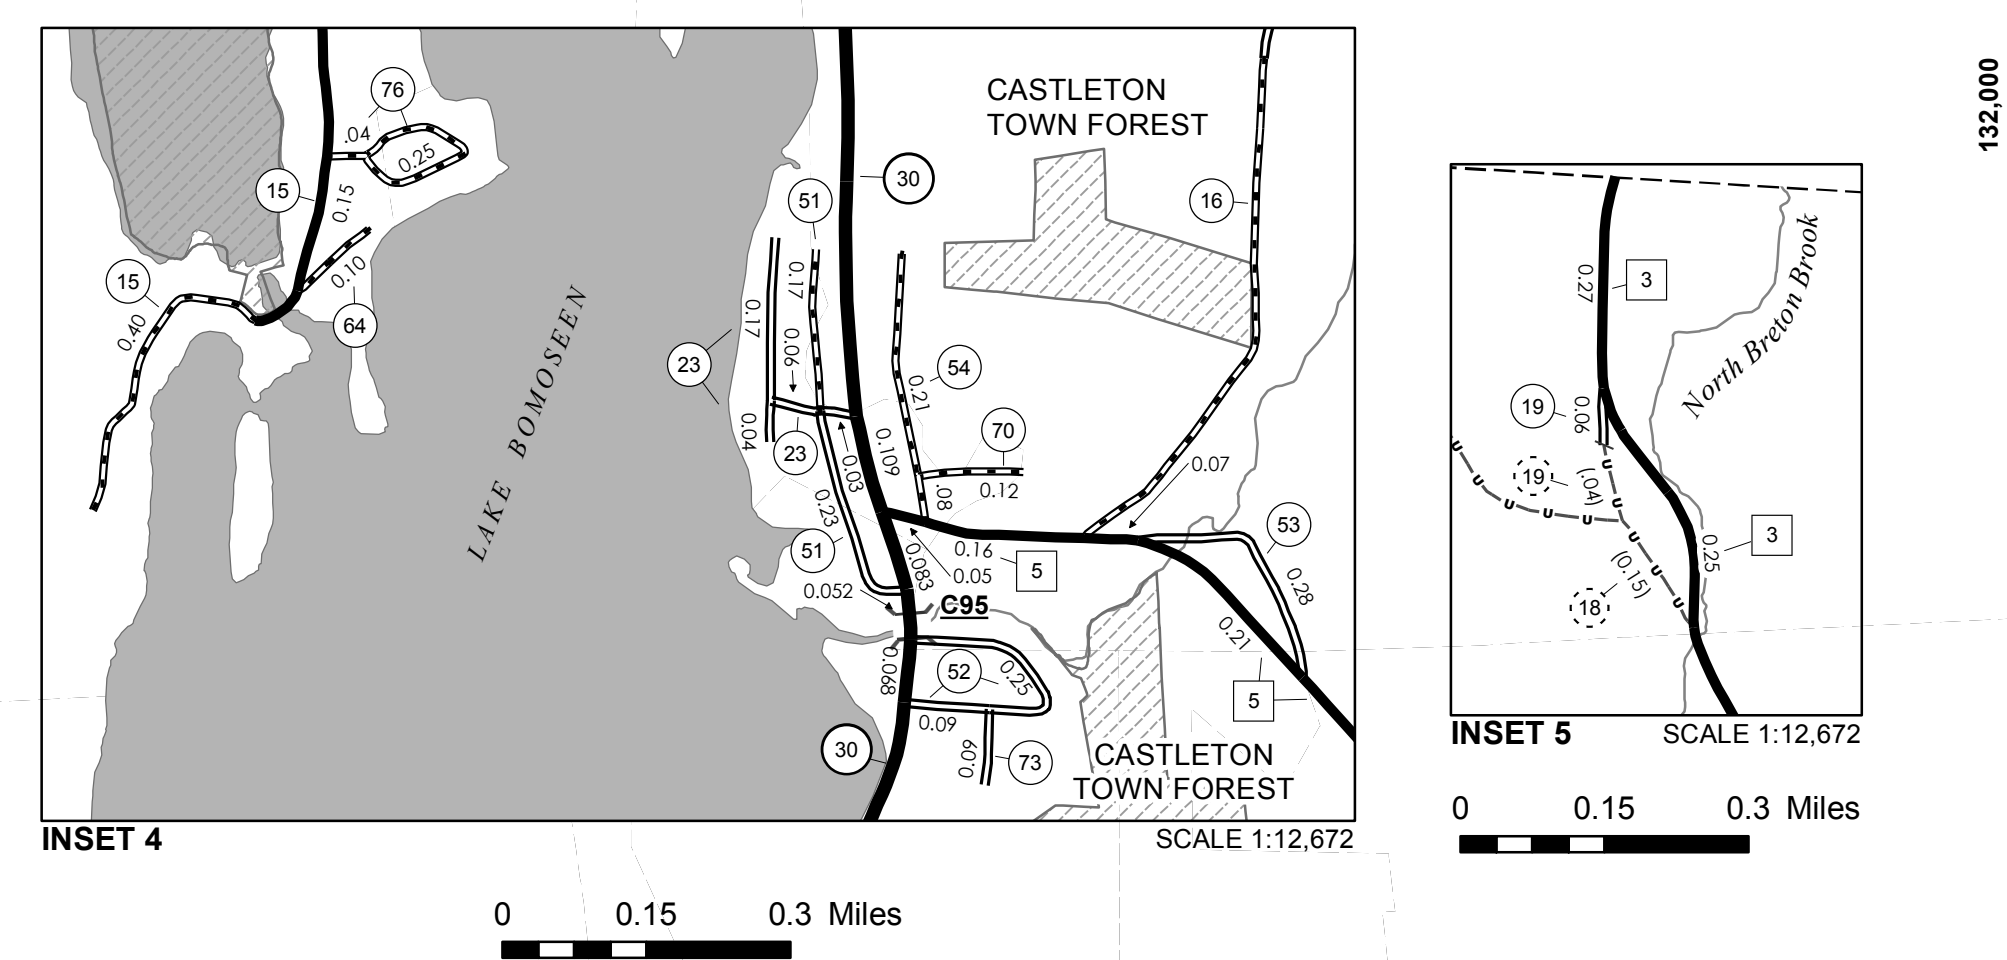 76
.04
0.25
15
0.15
0.10
15
0.40
64
LAKE BOMOSEEN
CASTLETON
TOWN FOREST
30
51
16
0.17
0.17
0.06
23
0.04
23
54
0.21
0.109
70
0.03
.08
0.12
0.07
0.23
51
0.083
0.16
0.05
5
53
0.28
0.052
C95
0.21
0.068
52
0.25
5
0.09
30
0.09
73
CASTLETON
TOWN FOREST
INSET 4
SCALE 1:12,672
0 0.15 0.3 Miles
132,000
0.27
3
North Breton Brook
19
0.06
U
19
(.04)
U
U
U
U
U
U
U
3
0.25
(0.15)
U
18
U
INSET 5
SCALE 1:12,672
0 0.15 0.3 Miles